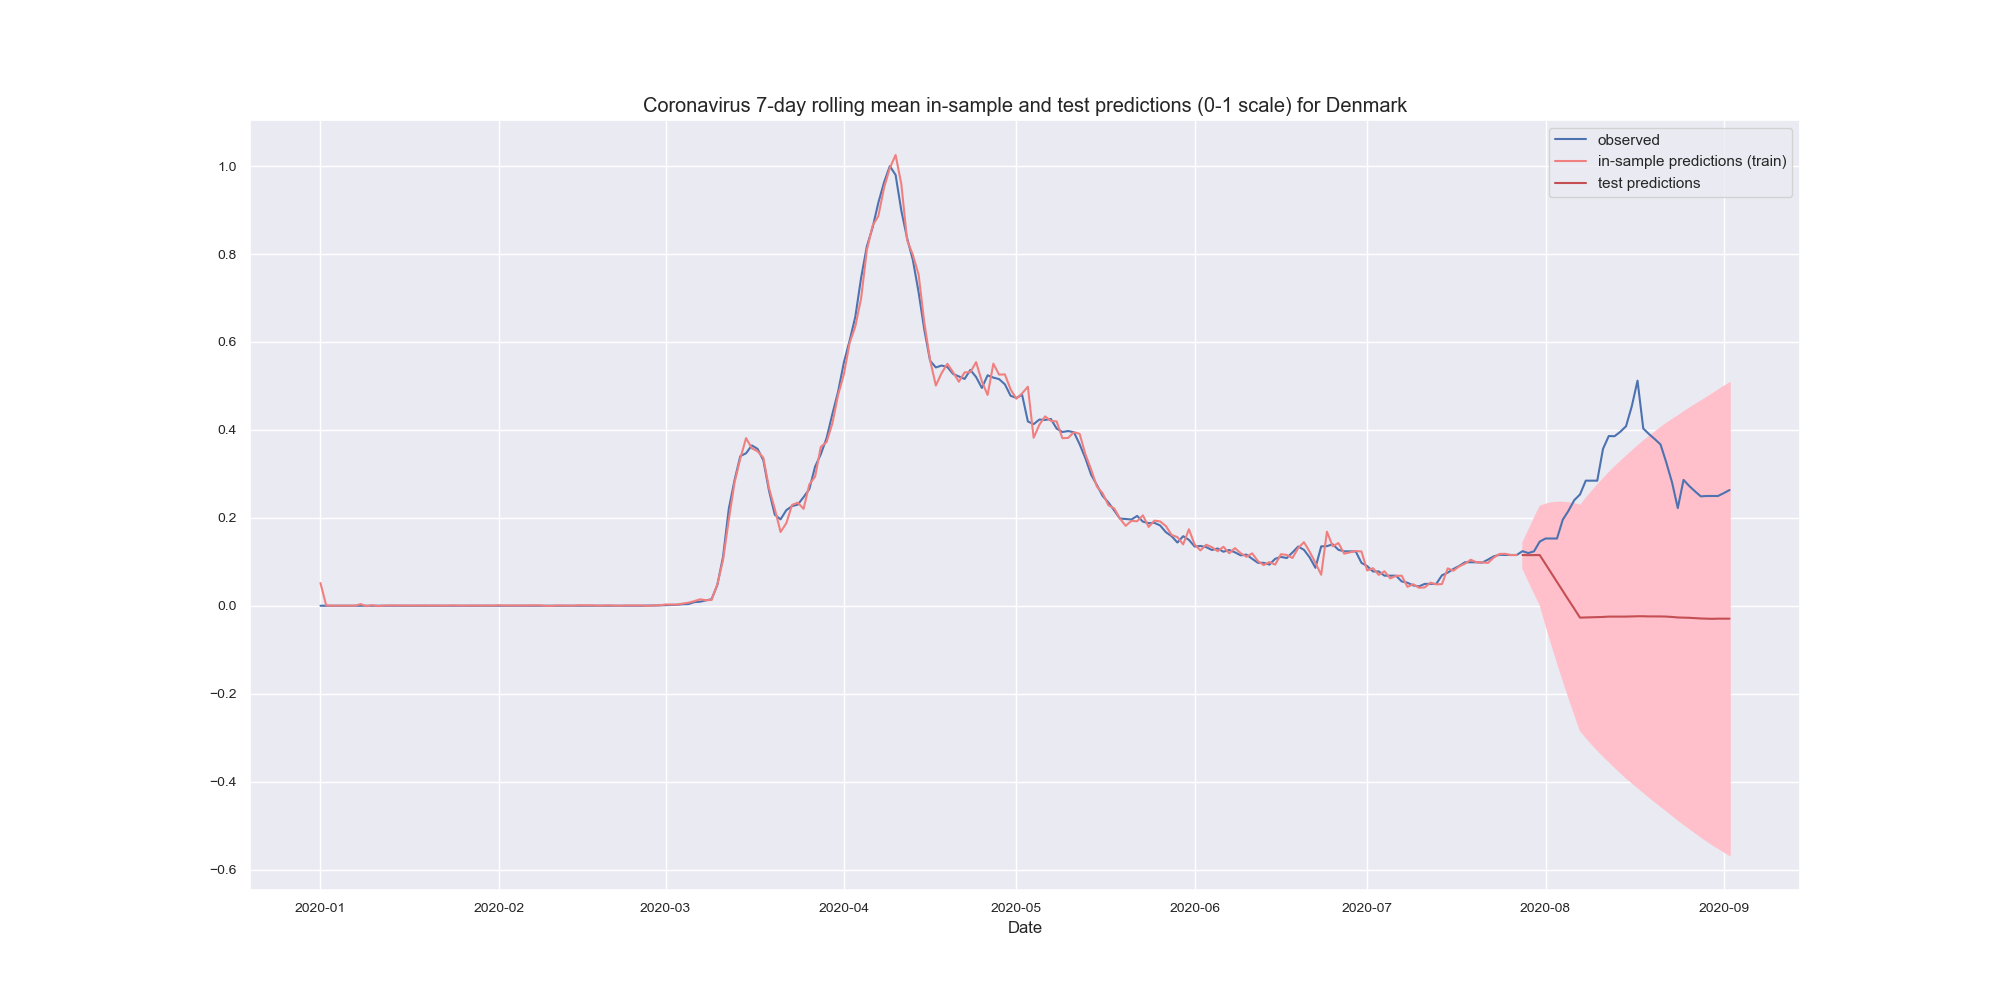 Coronavirus 7-day rolling mean in-sample and test predictions (0-1 scale) for Denmark
observed
in-sample predictions (train)
test predictions
1.0
0.8
0.6
0.4
0.2
0.0
−0.2
−0.4
−0.6
2020-01 2020-02 2020-03 2020-04 2020-05 2020-06 2020-07 2020-08 2020-09
Date